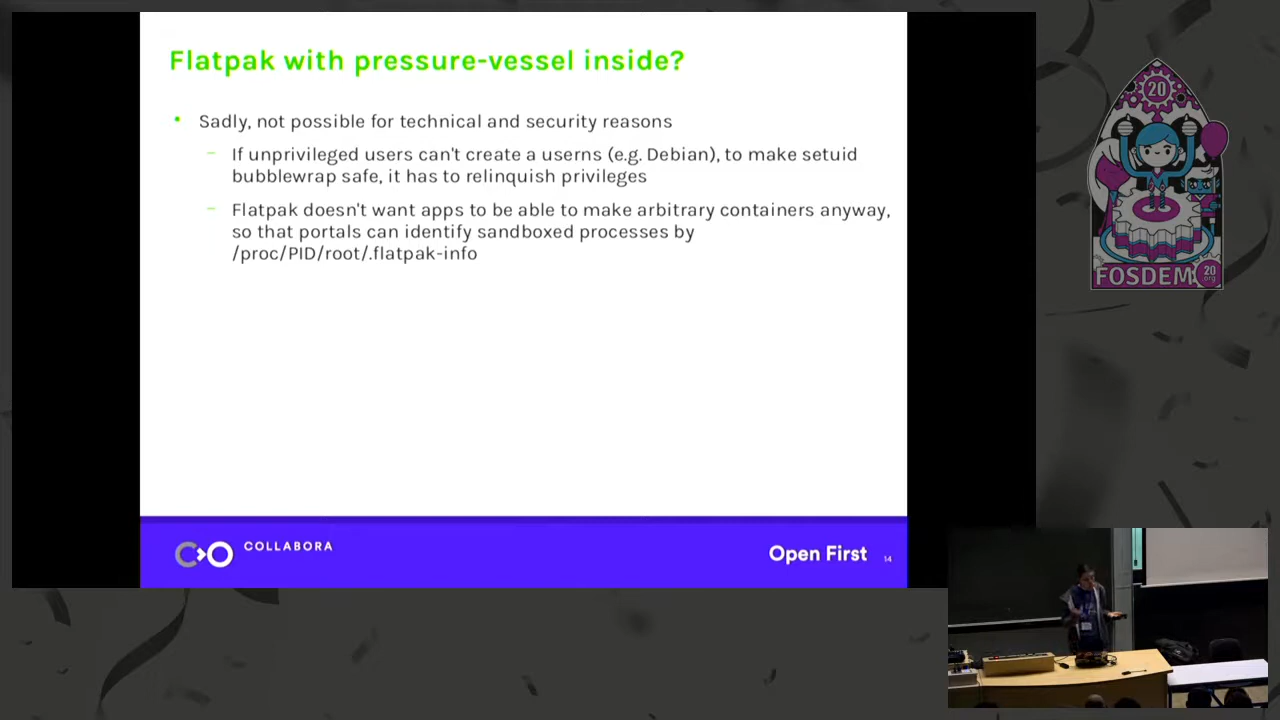 Flatpak with pressure-vessel inside?
• Sadly, not possible for technical and security reasons
– If unprivileged users can't create a userns (e.g. Debian), to make setuid
bubblewrap safe, it has to relinquish privileges
– Flatpak doesn't want apps to be able to make arbitrary containers anyway,
so that portals can identify sandboxed processes by
/proc/PID/root/.flatpak-info
COLLABORA
Open First
14
20
FOSDEM
20
.org